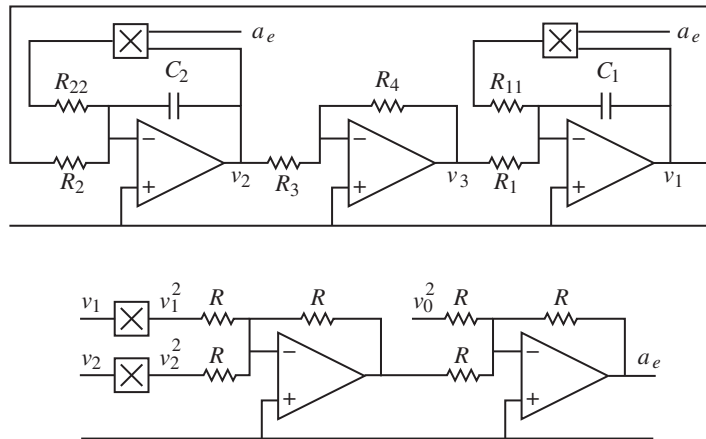 a_e a_e
R_22 C_2 R_4 R_11 C_1
− − −
R_2 + v_2 R_3 + v_3 R_1 + v_1
v_1 v_1^2 R R v_0^2 R R
− −
v_2 v_2^2 R + R + a_e